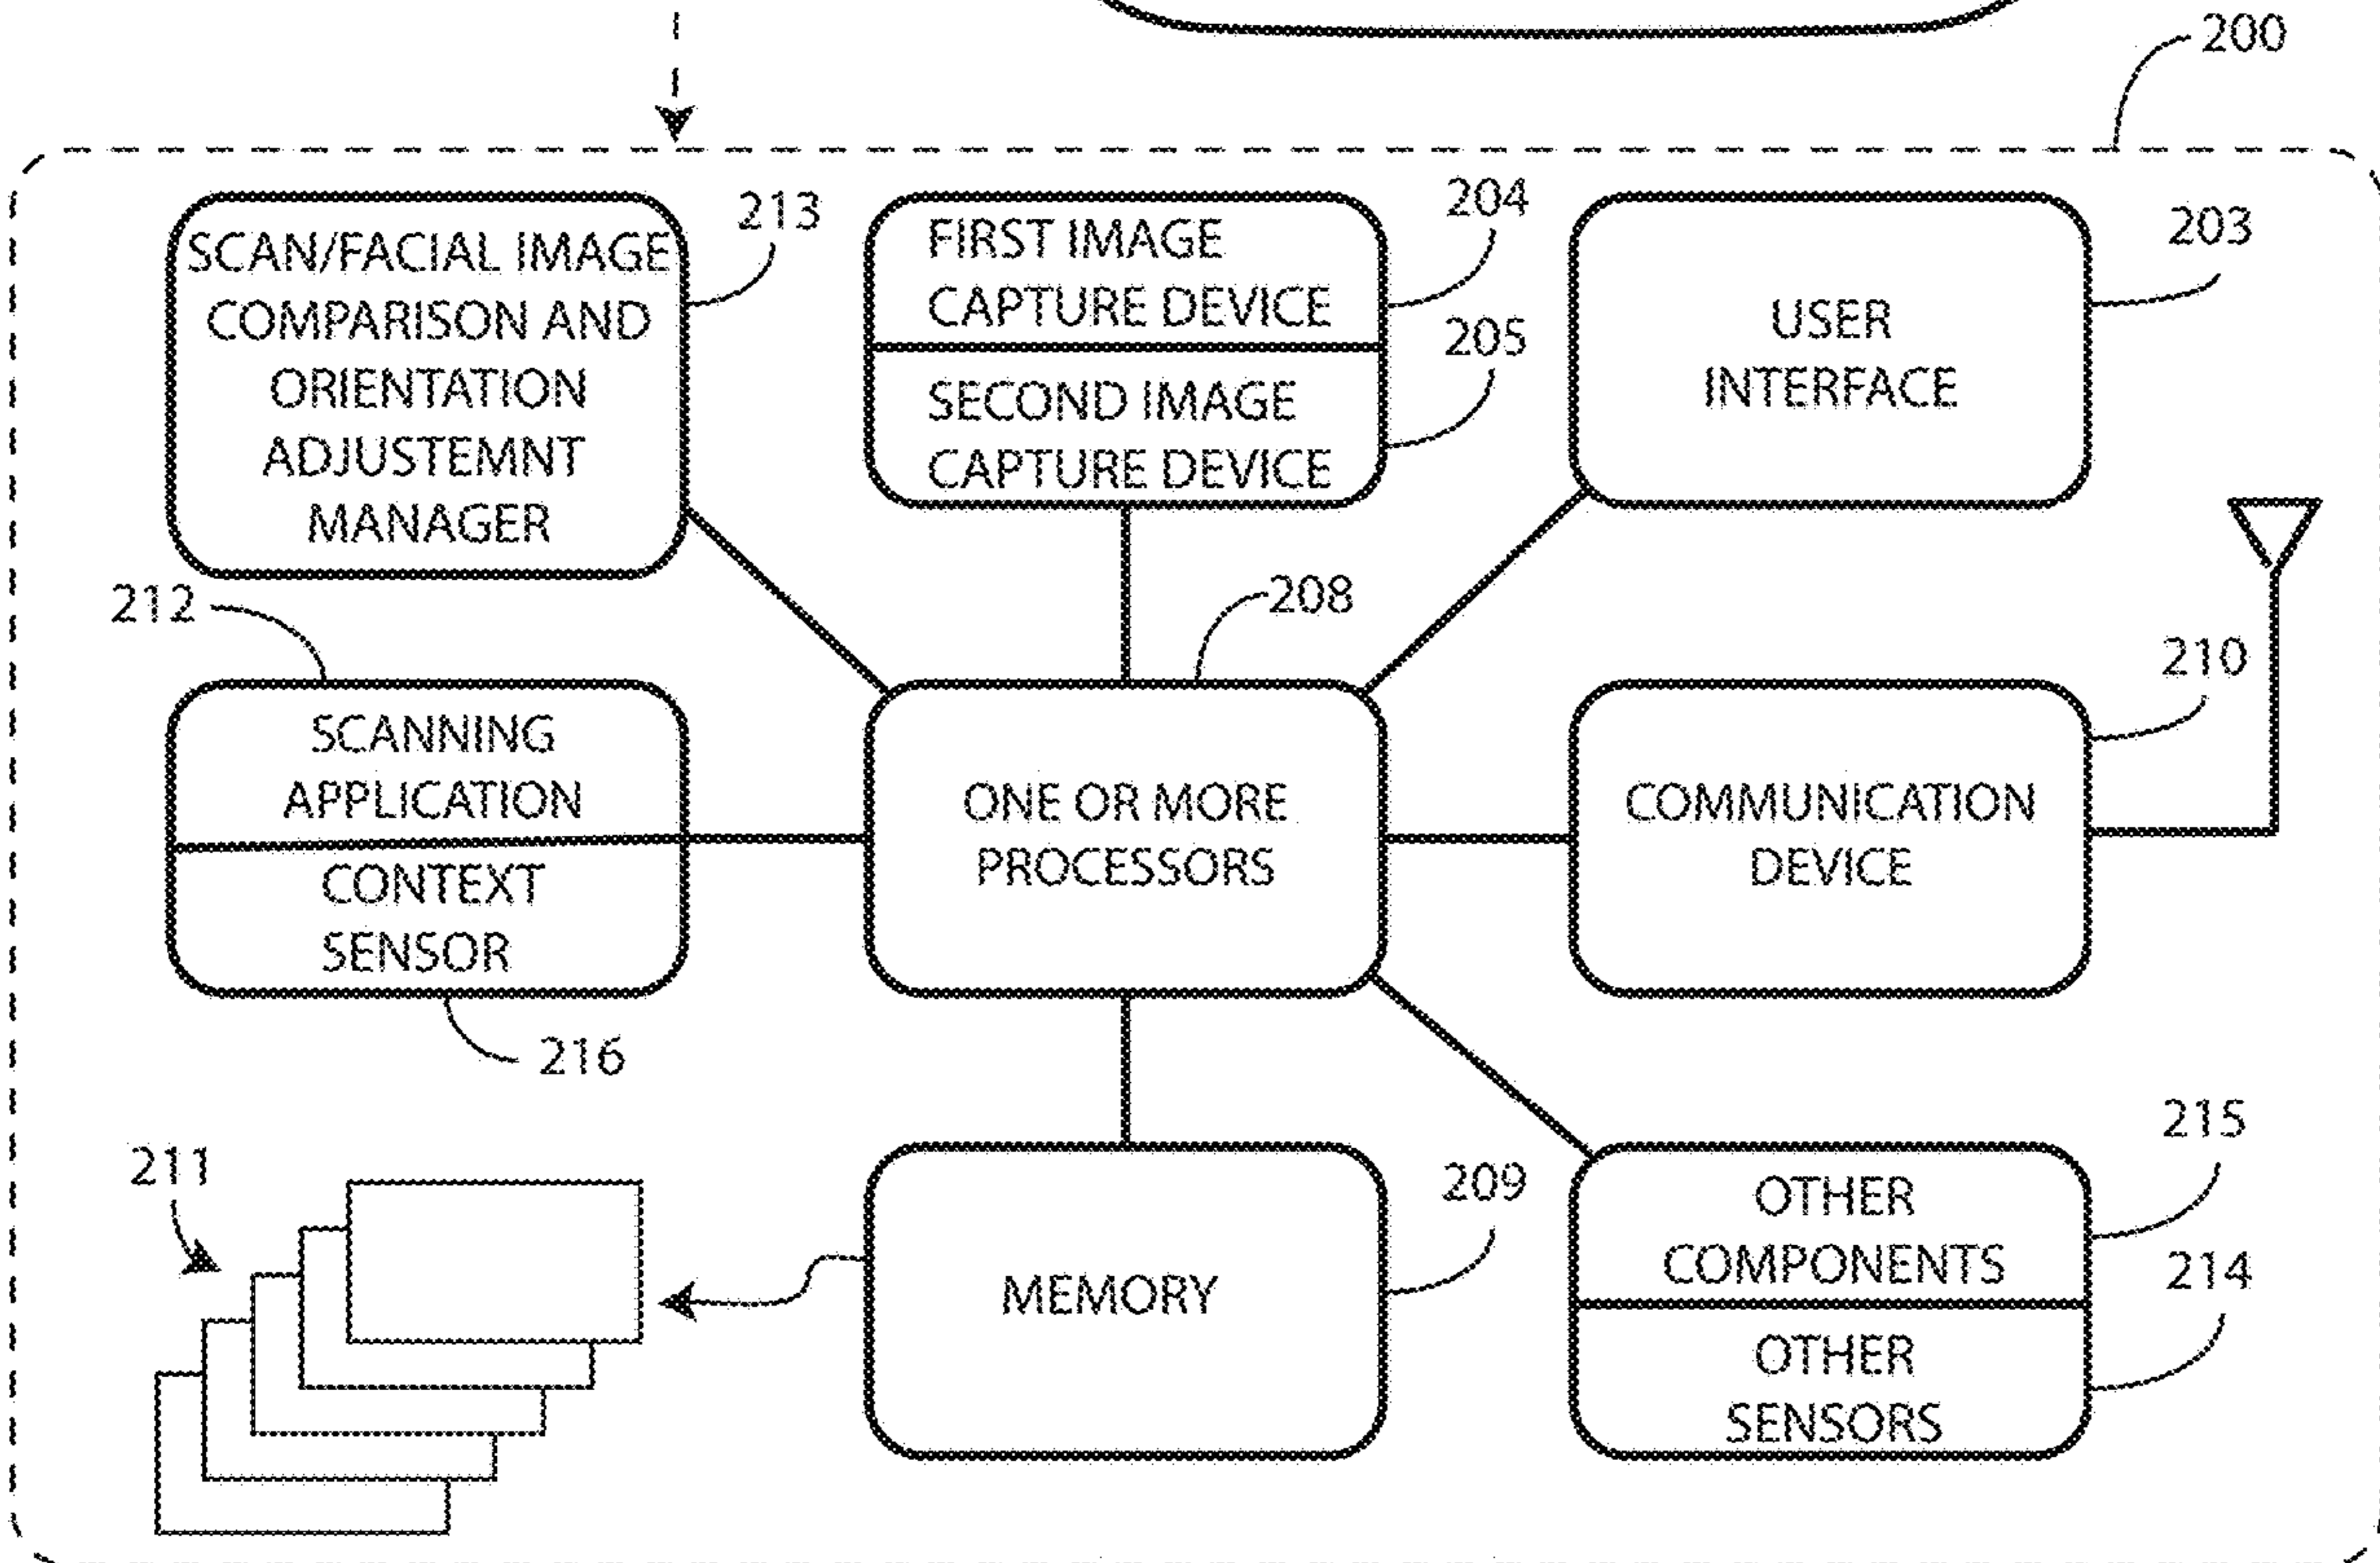 200
213
SCAN/FACIAL IMAGE
COMPARISON AND
ORIENTATION
ADJUSTEMNT
MANAGER
204
FIRST IMAGE
CAPTURE DEVICE
205
SECOND IMAGE
CAPTURE DEVICE
203
USER
INTERFACE
212
SCANNING
APPLICATION
CONTEXT
SENSOR
216
208
ONE OR MORE
PROCESSORS
210
COMMUNICATION
DEVICE
211
MEMORY
209
215
OTHER
COMPONENTS
214
OTHER
SENSORS